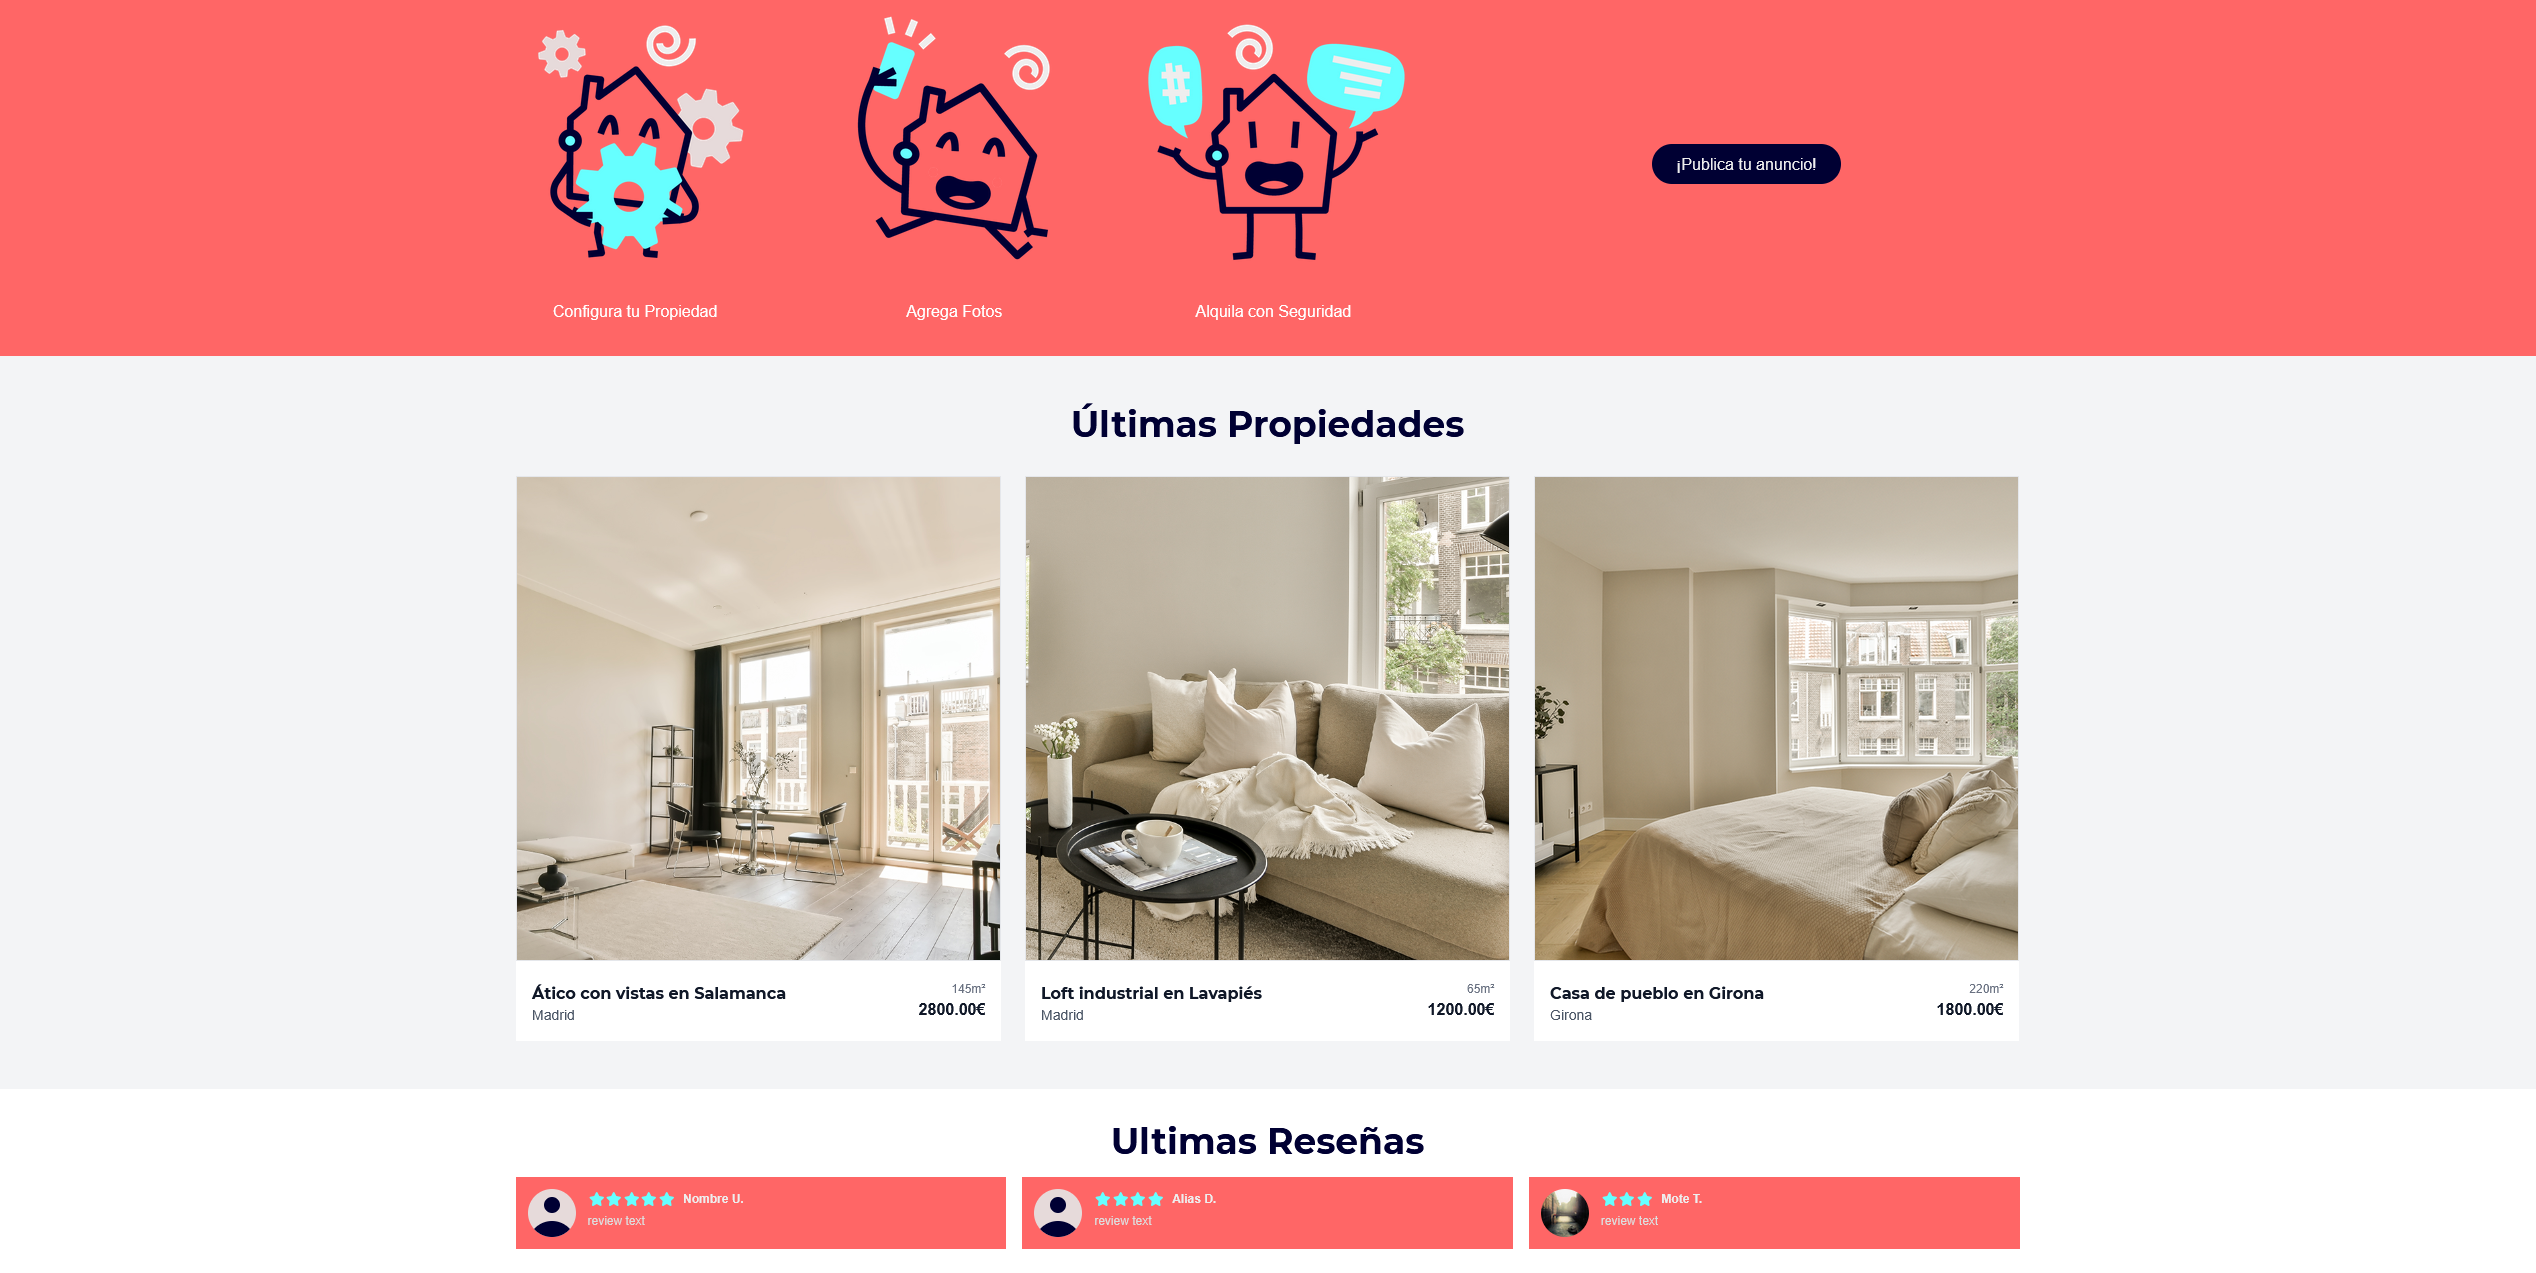 #
¡Publica tu anuncio!
Configura tu Propiedad
Agrega Fotos
Alquila con Seguridad
Últimas Propiedades
Ático con vistas en Salamanca
145m²
Madrid
2800.00€
Loft industrial en Lavapiés
65m²
Madrid
1200.00€
Casa de pueblo en Girona
220m²
Girona
1800.00€
Ultimas Reseñas
Nombre U.
review text
Alias D.
review text
Mote T.
review text